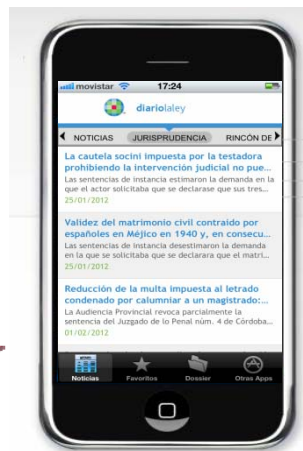 movistar 17:24
diariolaley
NOTICIAS JURISPRUDENCIA RINCÓN DE
La cautela socini impuesta por la testadora
prohibiendo la intervención judicial no pue...
Las sentencias de instancia estimaron la demanda en la
que el actor solicitaba que se declarase que sus tres...
25/01/2012
Validez del matrimonio civil contraido por
españoles en Méjico en 1940 y, en consecu...
Las sentencias de instancia desestimaron la demanda
en la que se solicitaba que se declarara que el matri...
25/01/2012
Reducción de la multa impuesta al letrado
condenado por calumniar a un magistrado:...
La Audiencia Provincial revoca parcialmente la
sentencia del Juzgado de lo Penal núm. 4 de Córdoba...
01/02/2012
Noticias Favoritos Dossier Otras Apps